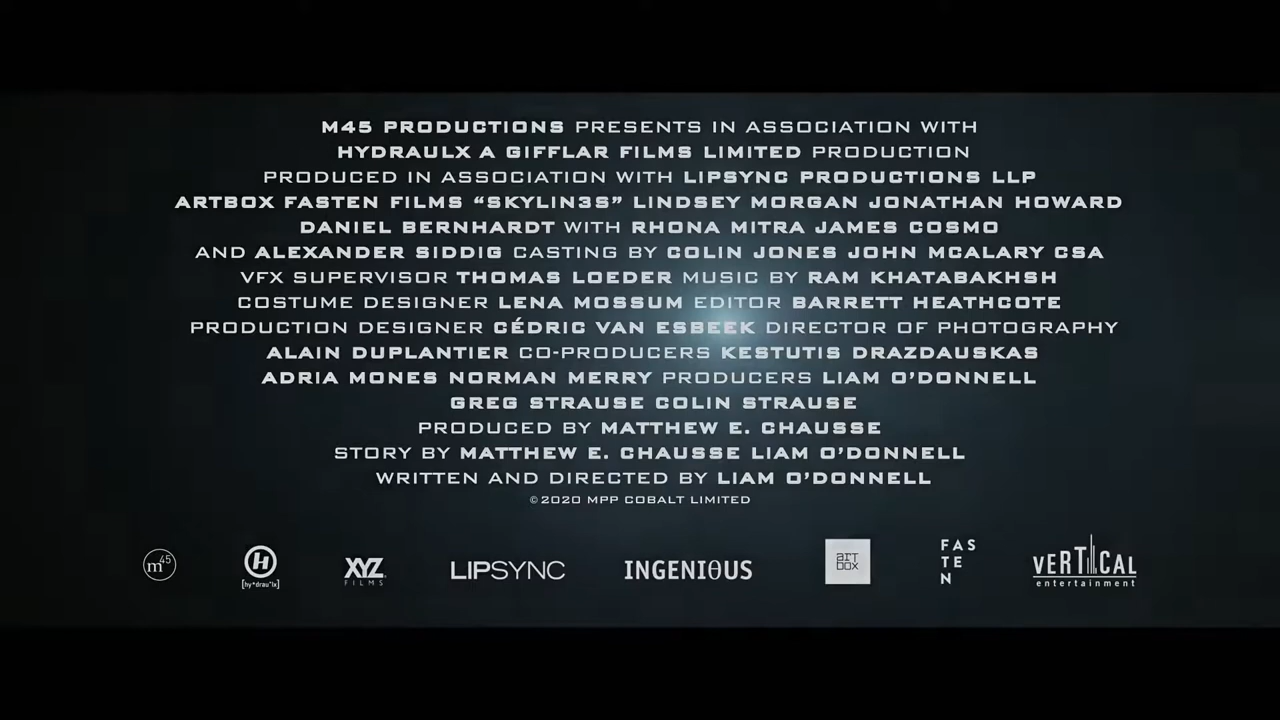 M45 PRODUCTIONS PRESENTS IN ASSOCIATION WITH
HYDRAULX A GIFFLAR FILMS LIMITED PRODUCTION
PRODUCED IN ASSOCIATION WITH LIPSYNC PRODUCTIONS LLP
ARTBOX FASTEN FILMS “SKYLIN3S” LINDSEY MORGAN JONATHAN HOWARD
DANIEL BERNHARDT WITH RHONA MITRA JAMES COSMO
AND ALEXANDER SIDDIG CASTING BY COLIN JONES JOHN MCALARY CSA
VFX SUPERVISOR THOMAS LOEDER MUSIC BY RAM KHATABAKHSH
COSTUME DESIGNER LENA MOSSUM EDITOR BARRETT HEATHCOTE
PRODUCTION DESIGNER CÉDRIC VAN ESBEEK DIRECTOR OF PHOTOGRAPHY
ALAIN DUPLANTIER CO-PRODUCERS KESTUTIS DRAZDAUSKAS
ADRIA MONES NORMAN MERRY PRODUCERS LIAM O’DONNELL
GREG STRAUSE COLIN STRAUSE
PRODUCED BY MATTHEW E. CHAUSSE
STORY BY MATTHEW E. CHAUSSE LIAM O’DONNELL
WRITTEN AND DIRECTED BY LIAM O’DONNELL
©2020 MPP COBALT LIMITED
m45
H
[hy*drau*lx]
XYZ
FILMS
LIPSYNC
INGENIθUS
art
box
FAS
TE
N
VERTICAL
entertainment